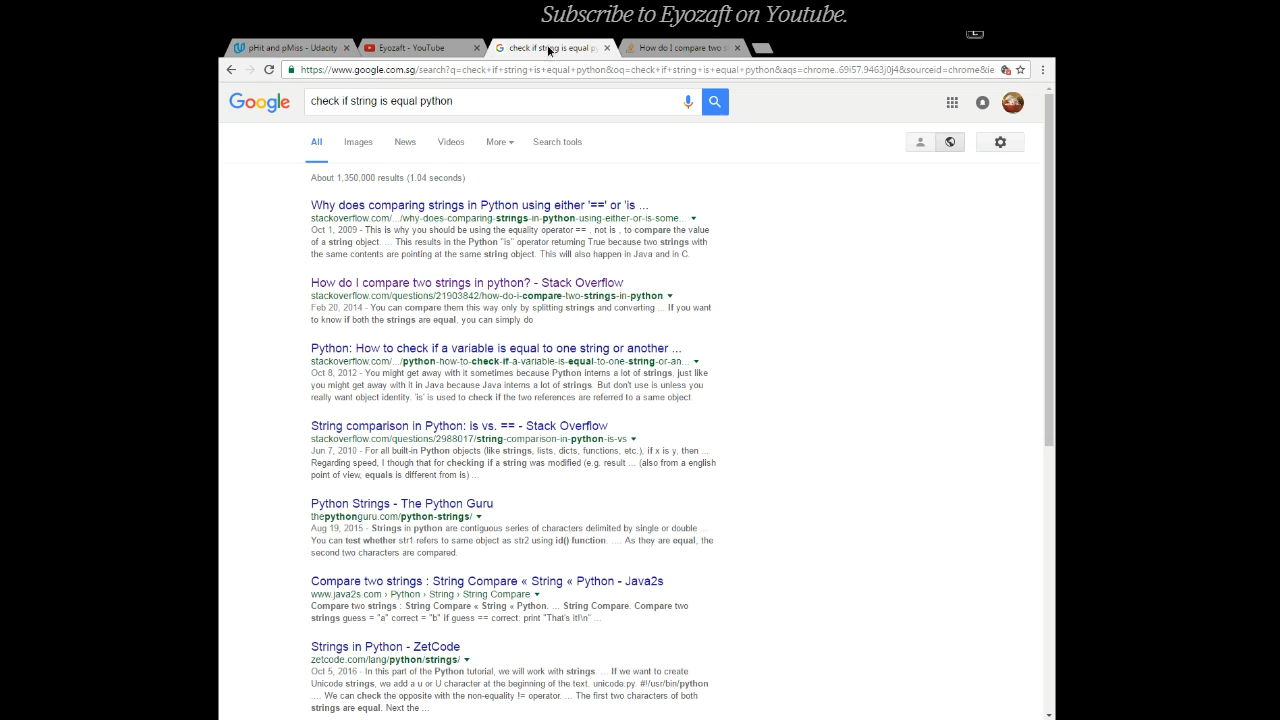 Subscribe to Eyozaft on Youtube.
pHit and pMiss - Udacity
Eyozaft - YouTube
check if string is equal p
How do I compare two s
https://www.google.com.sg/search?q=check+if+string+is+equal+python&oq=check+if+string+is+equal+python&aqs=chrome..69i57.9463j0j4&sourceid=chrome&ie
Google
check if string is equal python
All Images News Videos More Search tools
About 1,350,000 results (1.04 seconds)
Why does comparing strings in Python using either '==' or 'is ...
stackoverflow.com/.../why-does-comparing-strings-in-python-using-either-or-is-some...
Oct 1, 2009 - This is why you should be using the equality operator == , not is , to compare the value
of a string object. ... This results in the Python "is" operator returning True because two strings with
the same contents are pointing at the same string object. This will also happen in Java and in C.
How do I compare two strings in python? - Stack Overflow
stackoverflow.com/questions/21903842/how-do-i-compare-two-strings-in-python
Feb 20, 2014 - You can compare them this way only by splitting strings and converting ... If you want
to know if both the strings are equal, you can simply do
Python: How to check if a variable is equal to one string or another ...
stackoverflow.com/.../python-how-to-check-if-a-variable-is-equal-to-one-string-or-an...
Oct 8, 2012 - You might get away with it sometimes because Python interns a lot of strings, just like
you might get away with it in Java because Java interns a lot of strings. But don't use is unless you
really want object identity. 'is' is used to check if the two references are referred to a same object.
String comparison in Python: is vs. == - Stack Overflow
stackoverflow.com/questions/2988017/string-comparison-in-python-is-vs
Jun 7, 2010 - For all built-in Python objects (like strings, lists, dicts, functions, etc.), if x is y, then ...
Regarding speed, I though that for checking if a string was modified (e.g. result ... (also from a english
point of view, equals is different from is) ...
Python Strings - The Python Guru
thepythonguru.com/python-strings/
Aug 19, 2015 - Strings in python are contiguous series of characters delimited by single or double ...
You can test whether str1 refers to same object as str2 using id() function. .... As they are equal, the
second two characters are compared.
Compare two strings : String Compare « String « Python - Java2s
www.java2s.com › Python › String › String Compare
Compare two strings : String Compare « String « Python. ... String Compare. Compare two
strings guess = "a" correct = "b" if guess == correct: print "That's it!\n" ...
Strings in Python - ZetCode
zetcode.com/lang/python/strings/
Oct 5, 2016 - In this part of the Python tutorial, we will work with strings. ... If we want to create
Unicode strings, we add a u or U character at the beginning of the text. unicode.py. #!/usr/bin/python
.... We can check the opposite with the non-equality != operator. ... The first two characters of both
strings are equal. Next the ...